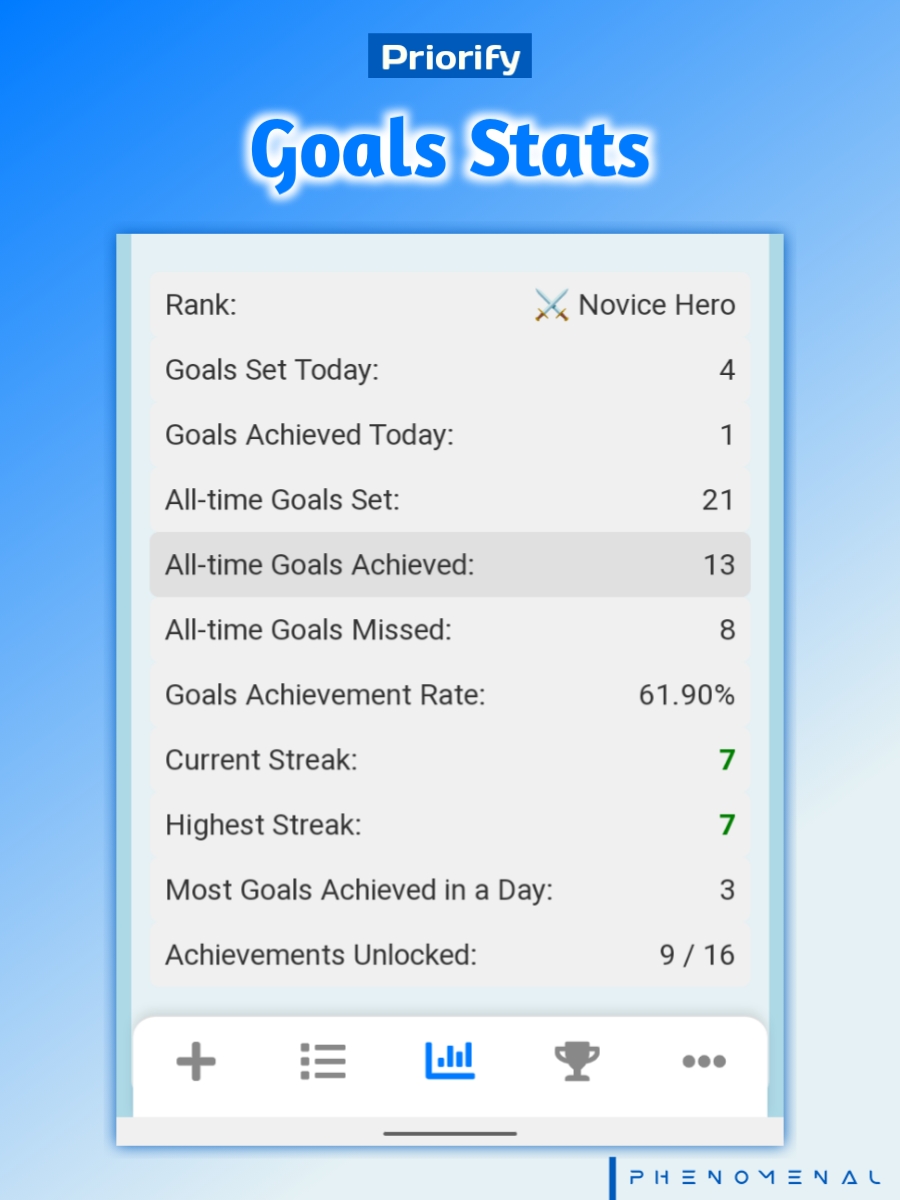 Priorify
Goals Stats
Rank: ⚔️ Novice Hero
Goals Set Today: 4
Goals Achieved Today: 1
All-time Goals Set: 21
All-time Goals Achieved: 13
All-time Goals Missed: 8
Goals Achievement Rate: 61.90%
Current Streak: 7
Highest Streak: 7
Most Goals Achieved in a Day: 3
Achievements Unlocked: 9 / 16
PHENOMENAL